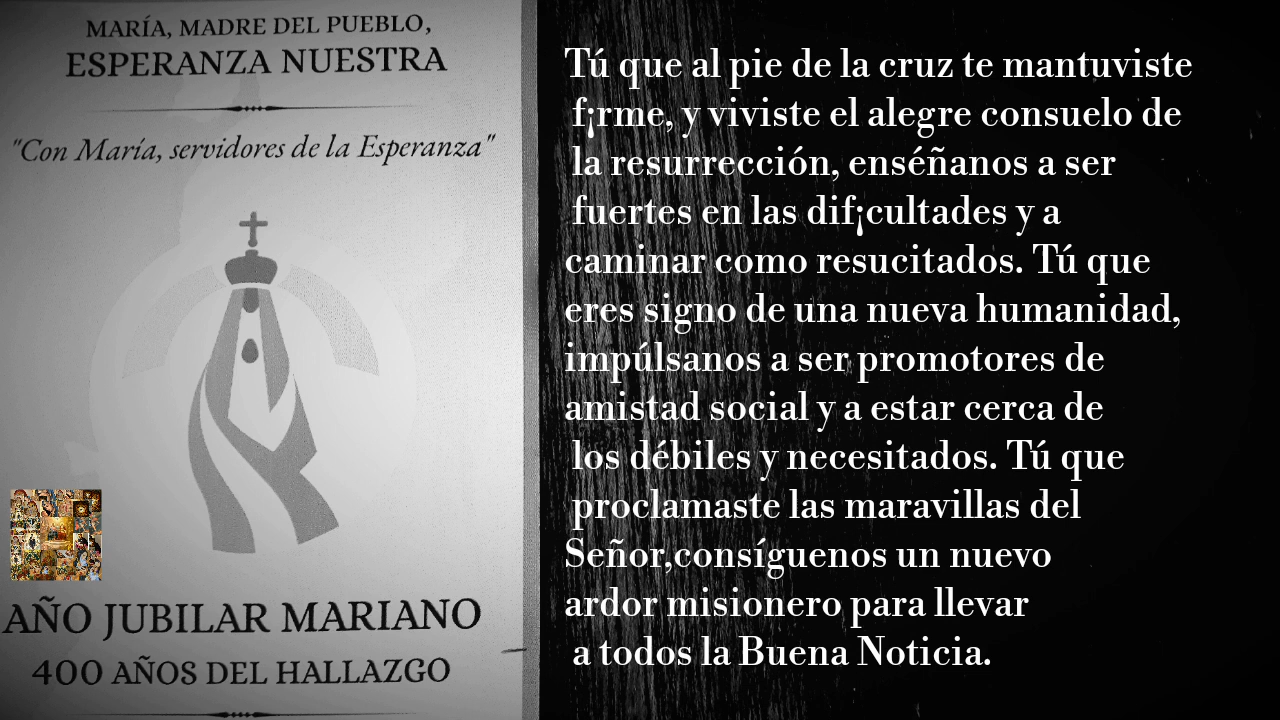 MARÍA, MADRE DEL PUEBLO,
ESPERANZA NUESTRA
"Con María, servidores de la Esperanza"
AÑO JUBILAR MARIANO
400 AÑOS DEL HALLAZGO
Tú que al pie de la cruz te mantuviste
f¡rme, y viviste el alegre consuelo de
la resurrección, enséñanos a ser
fuertes en las dif¡cultades y a
caminar como resucitados. Tú que
eres signo de una nueva humanidad,
impúlsanos a ser promotores de
amistad social y a estar cerca de
los débiles y necesitados. Tú que
proclamaste las maravillas del
Señor,consíguenos un nuevo
ardor misionero para llevar
a todos la Buena Noticia.